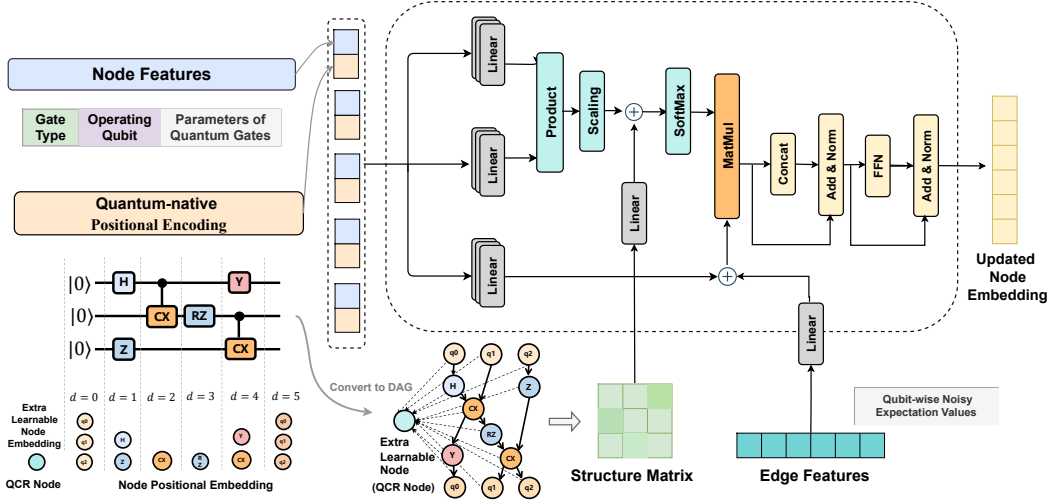 Node Features
Gate
Type
Operating
Qubit
Parameters of
Quantum Gates
Quantum-native
Positional Encoding
|0⟩
H
Y
|0⟩
CX
RZ
|0⟩
Z
CX
d = 0
d = 1
d = 2
d = 3
d = 4
d = 5
Extra
Learnable
Node
Embedding
QCR Node
q0
q1
q2
H
Z
CX
R
Z
Y
CX
q0
q1
q2
Node Positional Embedding
Convert to DAG
q0
q1
q2
H
Z
CX
RZ
Y
CX
q0
q1
q2
Extra
Learnable
Node
(QCR Node)
Structure Matrix
Linear
Linear
Linear
Product
Scaling
+
SoftMax
MatMul
Linear
+
Linear
Concat
Add & Norm
FFN
Add & Norm
Updated
Node
Embedding
Qubit-wise Noisy
Expectation Values
Edge Features